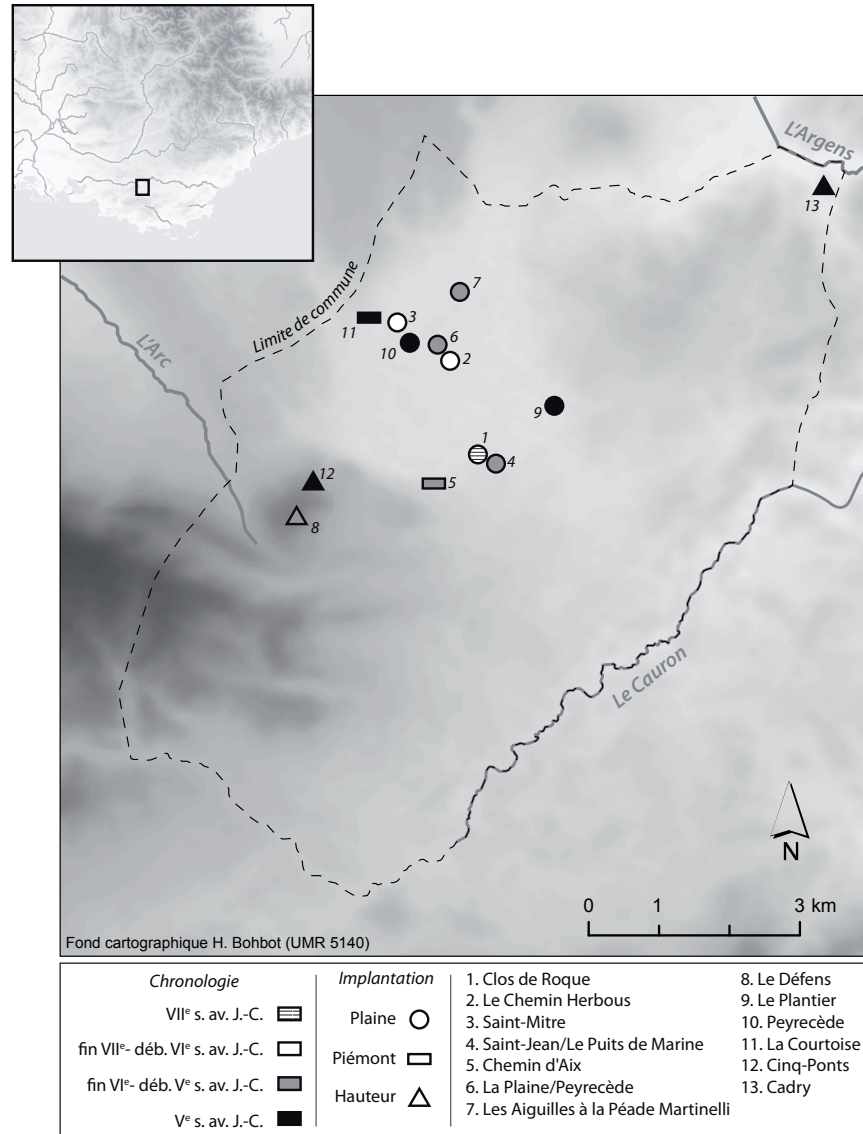 L'Argens
13
7
Limite de commune
3
11
L'Arc
10
6
2
9
1
12
4
5
8
Le Cauron
N
0 1 3 km
Fond cartographique H. Bohbot (UMR 5140)
Chronologie
VIIe s. av. J.-C.
fin VIIe- déb. VIe s. av. J.-C.
fin VIe- déb. Ve s. av. J.-C.
Ve s. av. J.-C.
Implantation
Plaine
Piémont
Hauteur
1. Clos de Roque
2. Le Chemin Herbous
3. Saint-Mitre
4. Saint-Jean/Le Puits de Marine
5. Chemin d'Aix
6. La Plaine/Peyrecède
7. Les Aiguilles à la Péade Martinelli
8. Le Défens
9. Le Plantier
10. Peyrecède
11. La Courtoise
12. Cinq-Ponts
13. Cadry